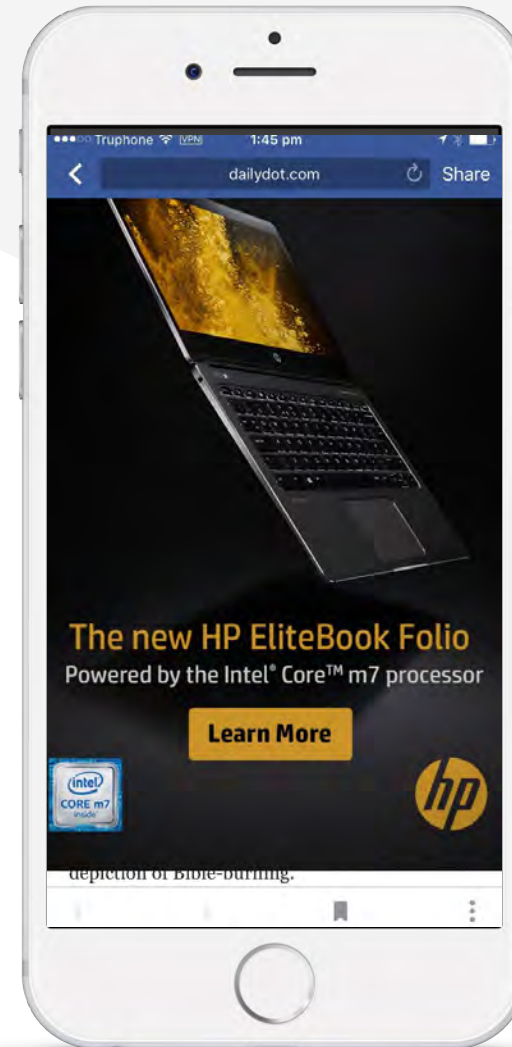 Truphone VPN 1:45 pm
dailydot.com Share
The new HP EliteBook Folio
Powered by the Intel® Core™ m7 processor
Learn More
(intel)
CORE m7
inside™
hp
depiction of Bible-burning.